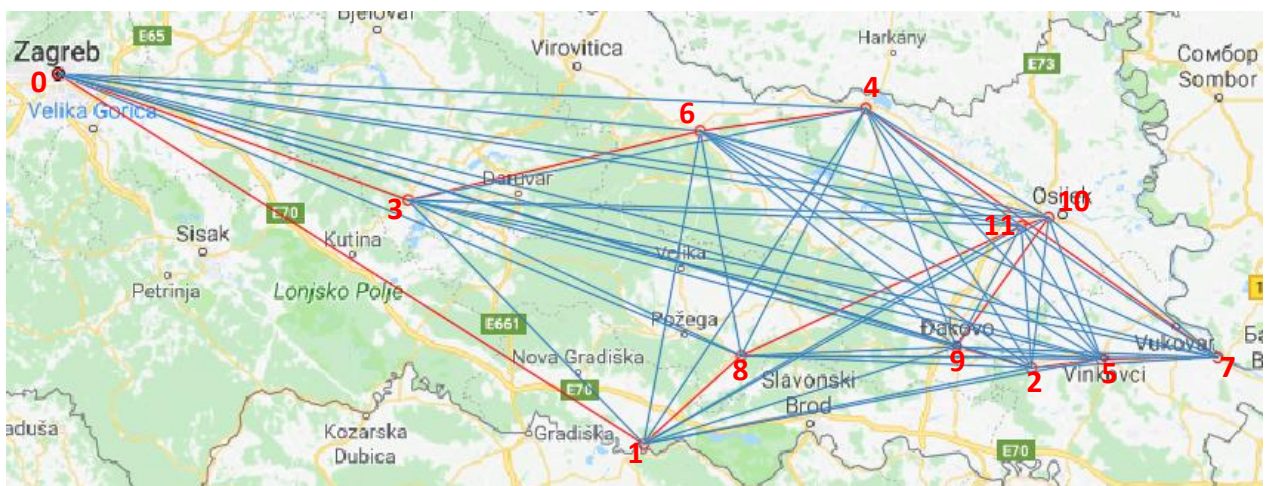 Bjelovar
E65
Zagreb
Virovitica
Harkány
E73
Сомбор
Sombor
0
Velika Gorica
6
4
Daruvar
3
E70
Sisak
Kutina
Osijek
10
11
Velika
Petrinja
Lonjsko Polje
E661
Požega
Đakovo
Vukovar
Nova Gradiška
8
9
2
Vinkovci
5
7
E70
Slavonski
Brod
Gradiška
Kozarska
Dubica
1
E70